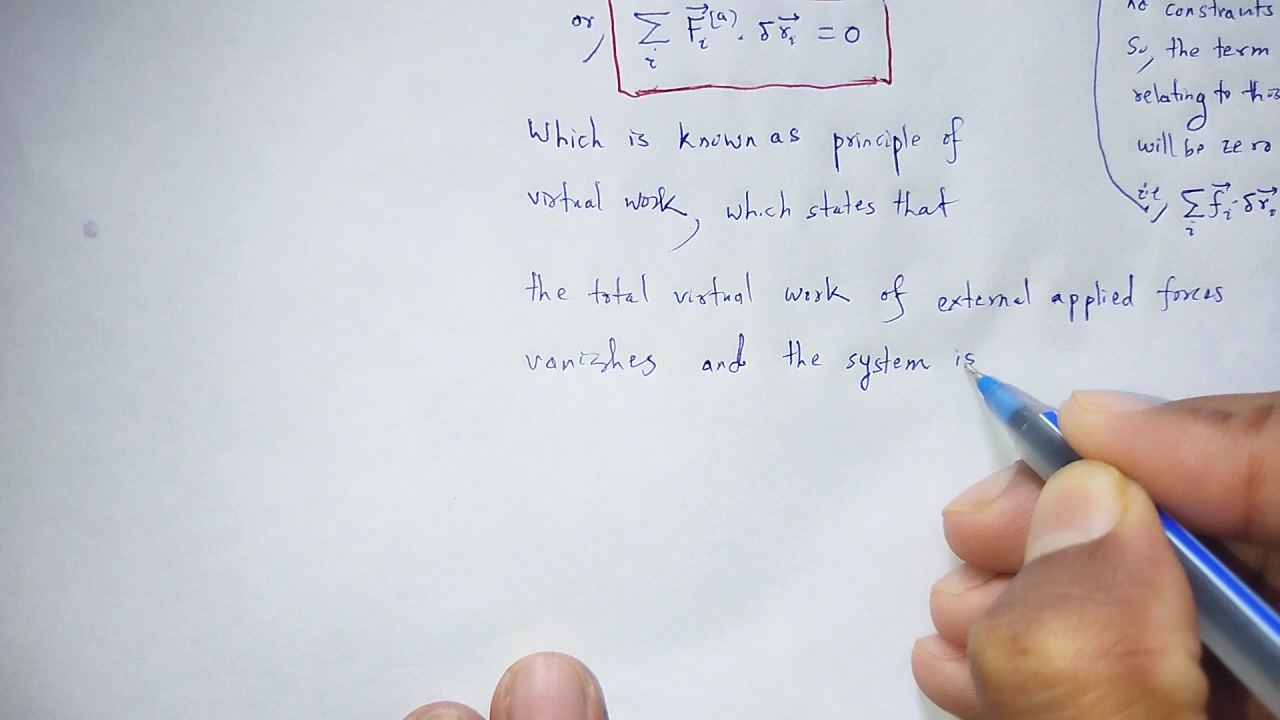 or, ∑ᵢ F⃗ᵢ⁽ᵃ⁾ · δr⃗ᵢ = 0
Which is known as principle of
virtual work, which states that
the total virtual work of external applied forces
vanishes and the system is
no constraints
So, the term
relating to this
will be zero
i.e, ∑ᵢ f⃗ᵢ · δr⃗ᵢ